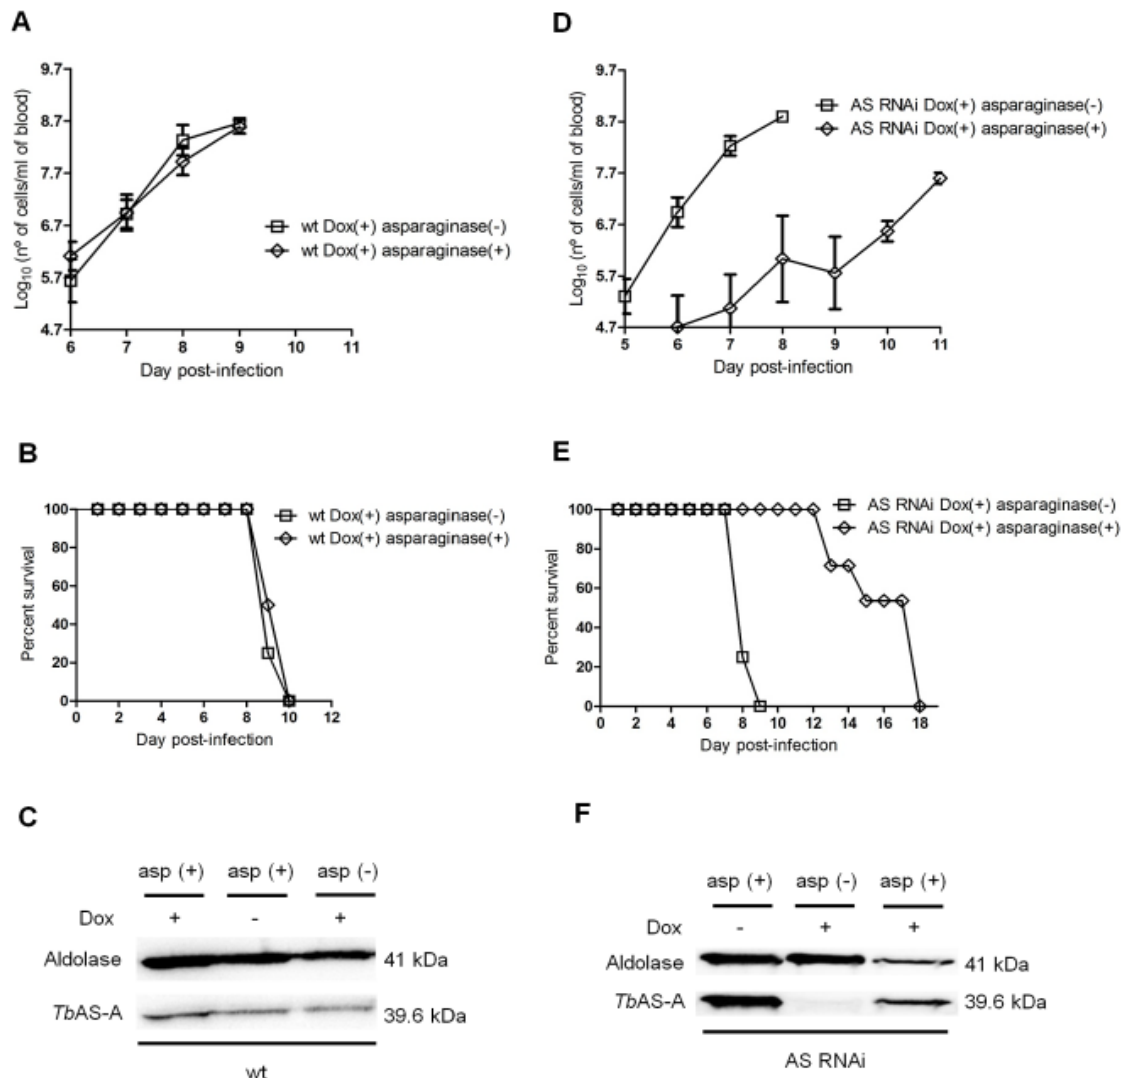 A
9.7
8.7
7.7
6.7
5.7
4.7
Log10 (nº of cells/ml of blood)
6 7 8 9 10 11
Day post-infection
wt Dox(+) asparaginase(-)
wt Dox(+) asparaginase(+)
D
9.7
8.7
7.7
6.7
5.7
4.7
Log10 (nº of cells/ml of blood)
5 6 7 8 9 10 11
Day post-infection
AS RNAi Dox(+) asparaginase(-)
AS RNAi Dox(+) asparaginase(+)
B
100
80
60
40
20
0
Percent survival
0 2 4 6 8 10 12
Day post-infection
wt Dox(+) asparaginase(-)
wt Dox(+) asparaginase(+)
E
100
80
60
40
20
0
Percent survival
0 2 4 6 8 10 12 14 16 18
Day post-infection
AS RNAi Dox(+) asparaginase(-)
AS RNAi Dox(+) asparaginase(+)
C
asp (+) asp (+) asp (-)
Dox + - +
Aldolase 41 kDa
TbAS-A 39.6 kDa
wt
F
asp (+) asp (-) asp (+)
Dox - + +
Aldolase 41 kDa
TbAS-A 39.6 kDa
AS RNAi